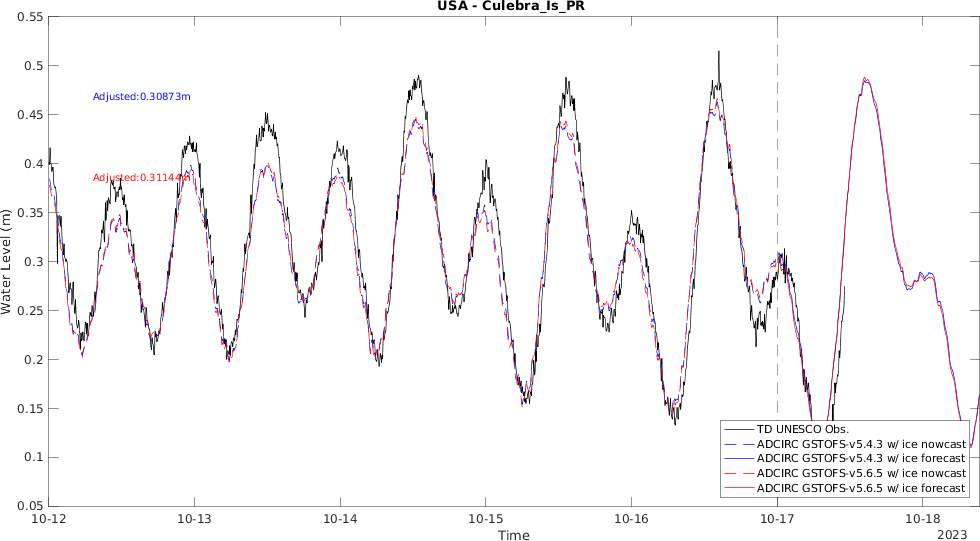 USA - Culebra_Is_PR
0.55
0.5
0.45
0.4
0.35
0.3
0.25
0.2
0.15
0.1
0.05
Water Level (m)
Adjusted:0.30873m
Adjusted:0.31144m
TD UNESCO Obs.
ADCIRC GSTOFS-v5.4.3 w/ ice nowcast
ADCIRC GSTOFS-v5.4.3 w/ ice forecast
ADCIRC GSTOFS-v5.6.5 w/ ice nowcast
ADCIRC GSTOFS-v5.6.5 w/ ice forecast
10-12 10-13 10-14 10-15 10-16 10-17 10-18
Time
2023